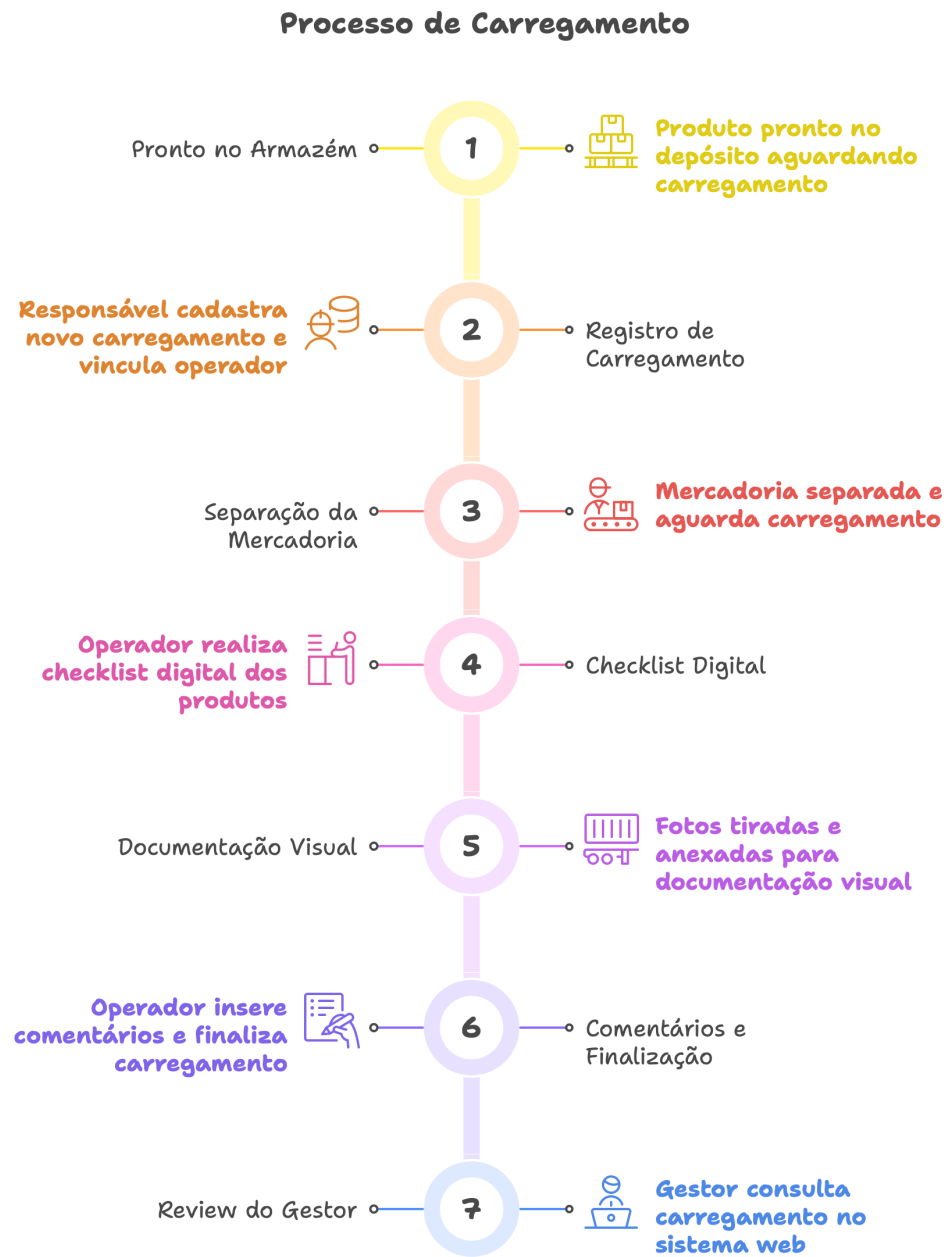 Processo de Carregamento
Pronto no Armazém
1
Produto pronto no
depósito aguardando
carregamento
Responsável cadastra
novo carregamento e
vincula operador
2
Registro de
Carregamento
Separação da
Mercadoria
3
Mercadoria separada e
aguarda carregamento
Operador realiza
checklist digital dos
produtos
4
Checklist Digital
Documentação Visual
5
Fotos tiradas e
anexadas para
documentação visual
Operador insere
comentários e finaliza
carregamento
6
Comentários e
Finalização
Review do Gestor
7
Gestor consulta
carregamento no
sistema web